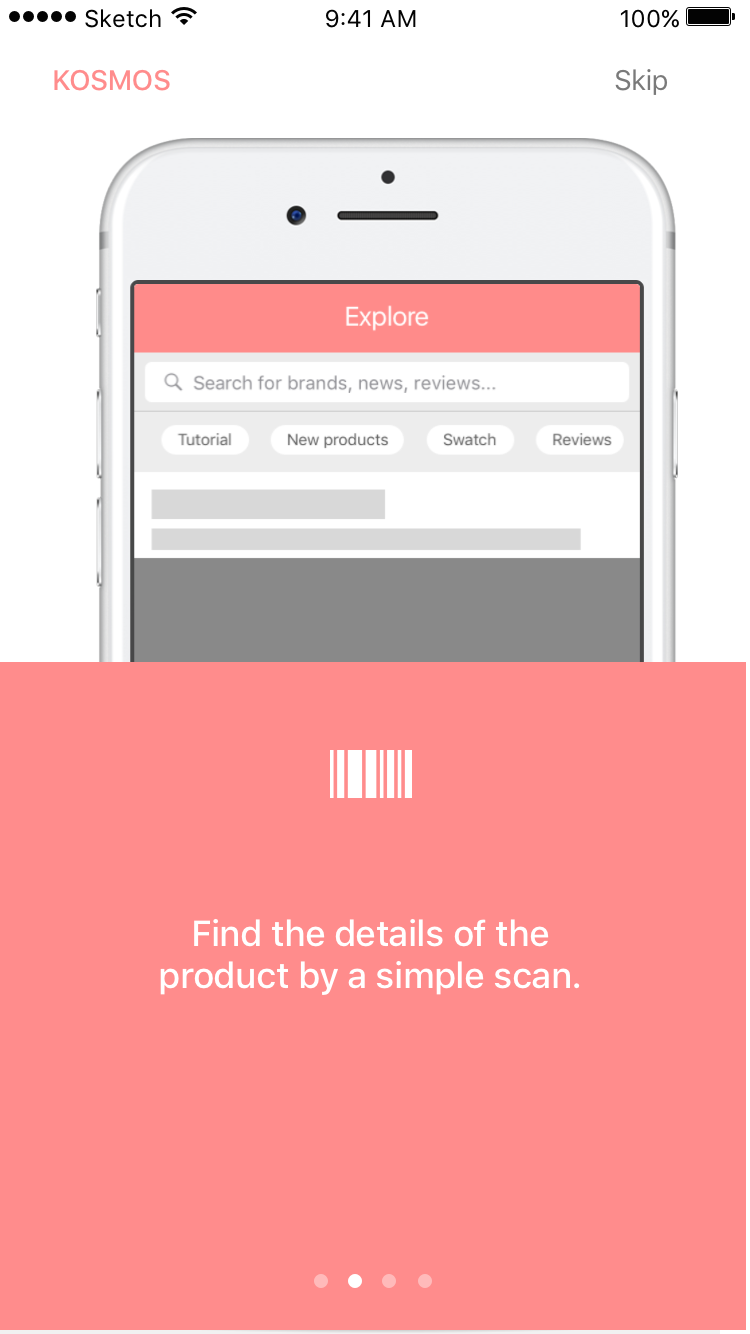 Sketch 9:41 AM 100%
KOSMOS Skip
Explore
Search for brands, news, reviews...
Tutorial New products Swatch Reviews
Find the details of the
product by a simple scan.